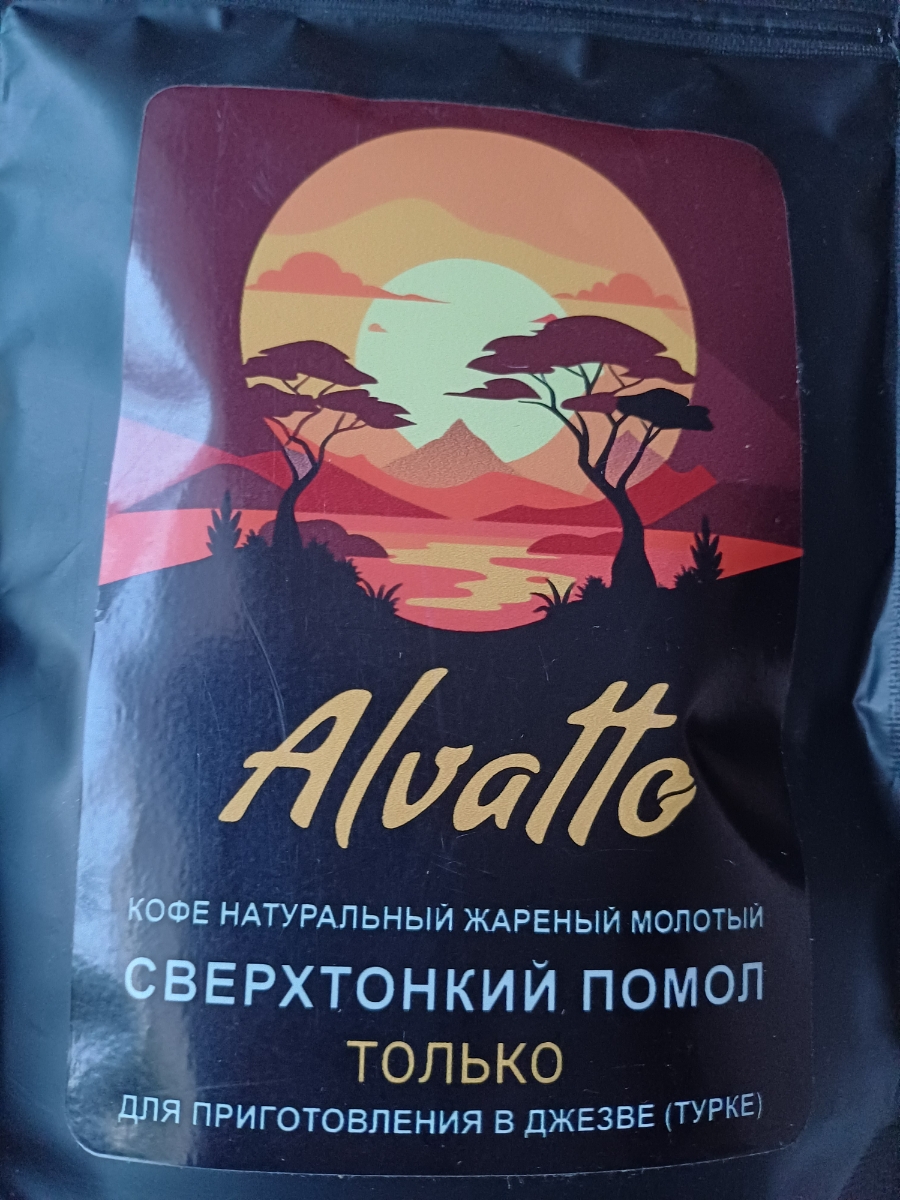 Alvatto
КОФЕ НАТУРАЛЬНЫЙ ЖАРЕНЫЙ МОЛОТЫЙ
СВЕРХТОНКИЙ ПОМОЛ
ТОЛЬКО
ДЛЯ ПРИГОТОВЛЕНИЯ В ДЖЕЗВЕ (ТУРКЕ)